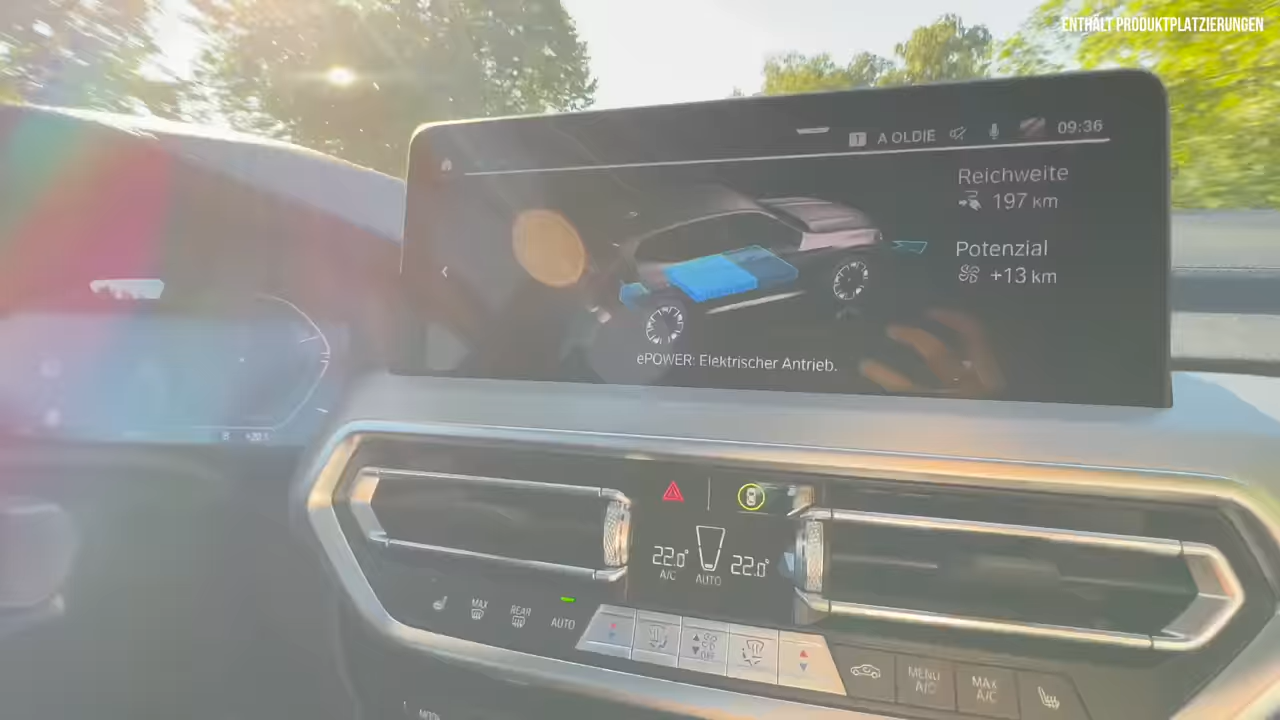 ENTHÄLT PRODUKTPLATZIERUNGEN
T A OLDIE 09:36
Reichweite
197 km
Potenzial
+13 km
ePOWER: Elektrischer Antrieb.
22.0° 22.0°
A/C AUTO
MAX
REAR
AUTO
OFF
MENU
A/C
MAX
A/C